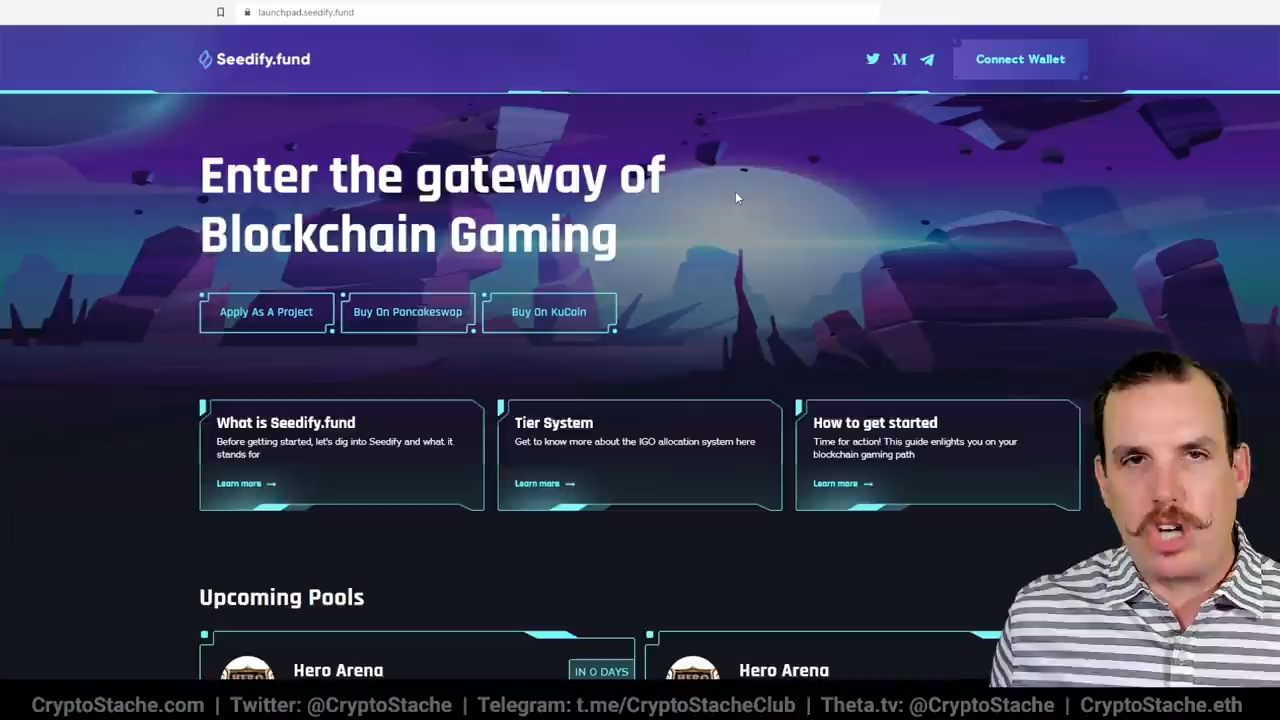 launchpad.seedify.fund
Seedify.fund
Connect Wallet
Enter the gateway of
Blockchain Gaming
Apply As A Project
Buy On Pancakeswap
Buy On KuCoin
What is Seedify.fund
Before getting started, let's dig into Seedify and what it
stands for
Learn more →
Tier System
Get to know more about the IGO allocation system here
Learn more →
How to get started
Time for action! This guide enlights you on your
blockchain gaming path
Learn more →
Upcoming Pools
Hero Arena
IN 0 DAYS
Hero Arena
CryptoStache.com | Twitter: @CryptoStache | Telegram: t.me/CryptoStacheClub | Theta.tv: @CryptoStache | CryptoStache.eth